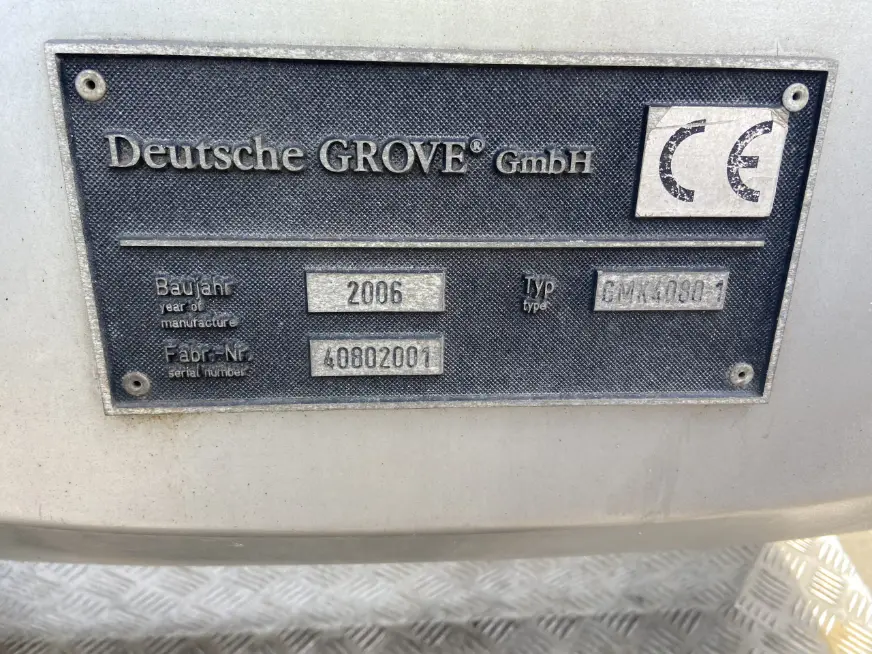 Deutsche GROVE® GmbH
CE
Baujahr
year of
manufacture
2006
Typ
type
GMK4080-1
Fabr.-Nr.
serial number
40802001